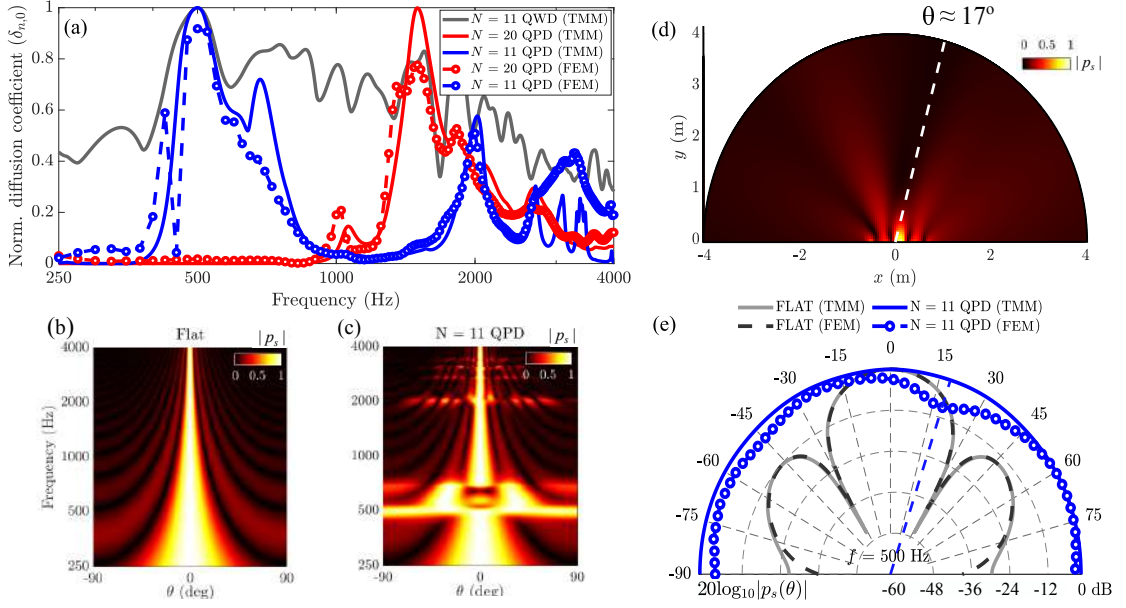 (a)
N = 11 QWD (TMM)
N = 20 QPD (TMM)
N = 11 QPD (TMM)
N = 20 QPD (FEM)
N = 11 QPD (FEM)
Norm. diffusion coefficient (δn,0)
1
0.8
0.6
0.4
0.2
0
250
500
1000
2000
4000
Frequency (Hz)
(b)
Flat
|ps|
0 0.5 1
4000
2000
1000
500
250
Frequency (Hz)
-90 0 90
θ (deg)
(c)
N = 11 QPD
|ps|
0 0.5 1
4000
2000
1000
500
250
-90 0 90
θ (deg)
(d)
θ ≈ 17º
0 0.5 1
|ps|
4
3
2
1
0
y (m)
-4 -2 0 2 4
x (m)
FLAT (TMM)
N = 11 QPD (TMM)
FLAT (FEM)
N = 11 QPD (FEM)
(e)
-90
-75
-60
-45
-30
-15
0
15
30
45
60
75
f = 500 Hz
20log10|ps(θ)|
-60 -48 -36 -24 -12 0 dB